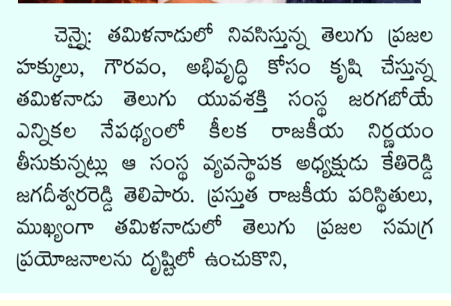 చెన్నై: తమిళనాడులో నివసిస్తున్న తెలుగు ప్రజల
హక్కులు, గౌరవం, అభివృద్ధి కోసం కృషి చేస్తున్న
తమిళనాడు తెలుగు యువశక్తి సంస్థ జరగబోయే
ఎన్నికల నేపథ్యంలో కీలక రాజకీయ నిర్ణయం
తీసుకున్నట్లు ఆ సంస్థ వ్యవస్థాపక అధ్యక్షుడు కేతిరెడ్డి
జగదీశ్వరరెడ్డి తెలిపారు. ప్రస్తుత రాజకీయ పరిస్థితులు,
ముఖ్యంగా తమిళనాడులో తెలుగు ప్రజల సమగ్ర
ప్రయోజనాలను దృష్టిలో ఉంచుకొని,